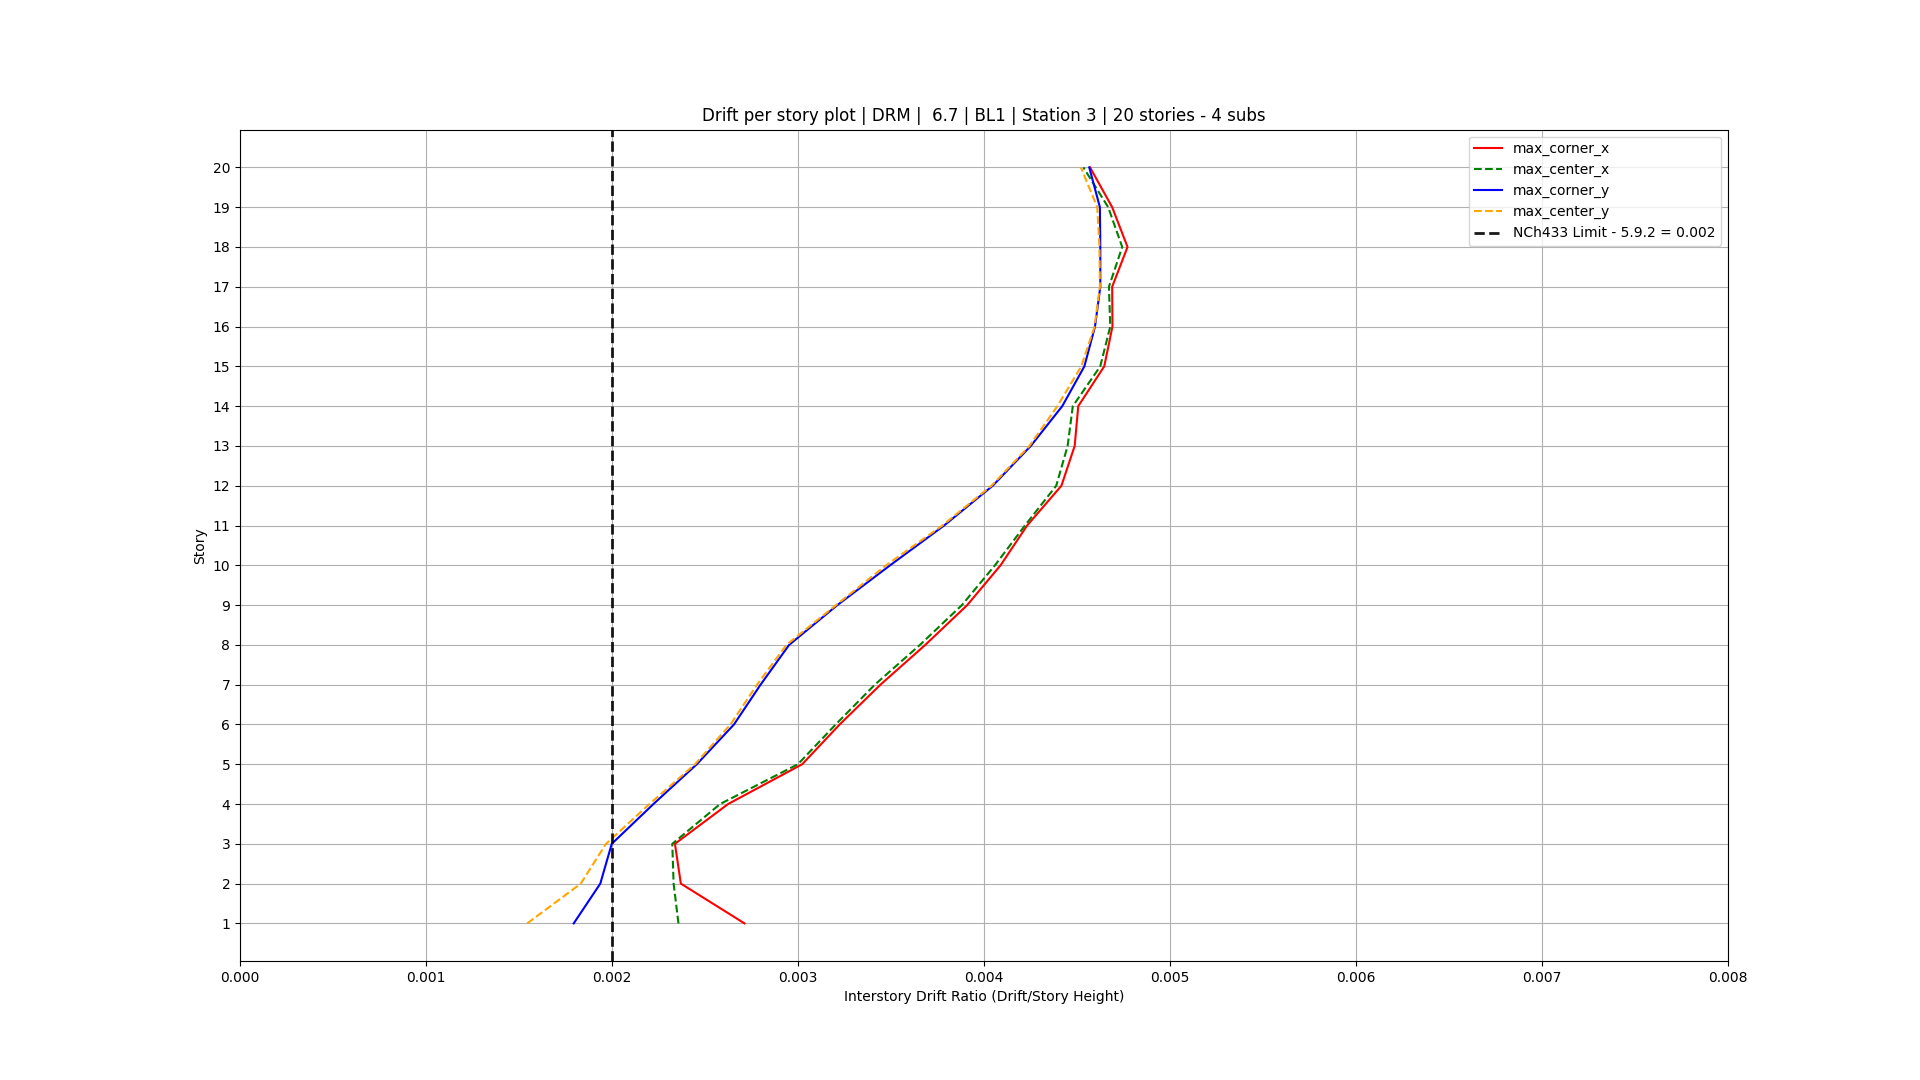 Drift per story plot | DRM |  6.7 | BL1 | Station 3 | 20 stories - 4 subs
max_corner_x
max_center_x
max_corner_y
max_center_y
NCh433 Limit - 5.9.2 = 0.002
Story
20
19
18
17
16
15
14
13
12
11
10
9
8
7
6
5
4
3
2
1
0.000 0.001 0.002 0.003 0.004 0.005 0.006 0.007 0.008
Interstory Drift Ratio (Drift/Story Height)